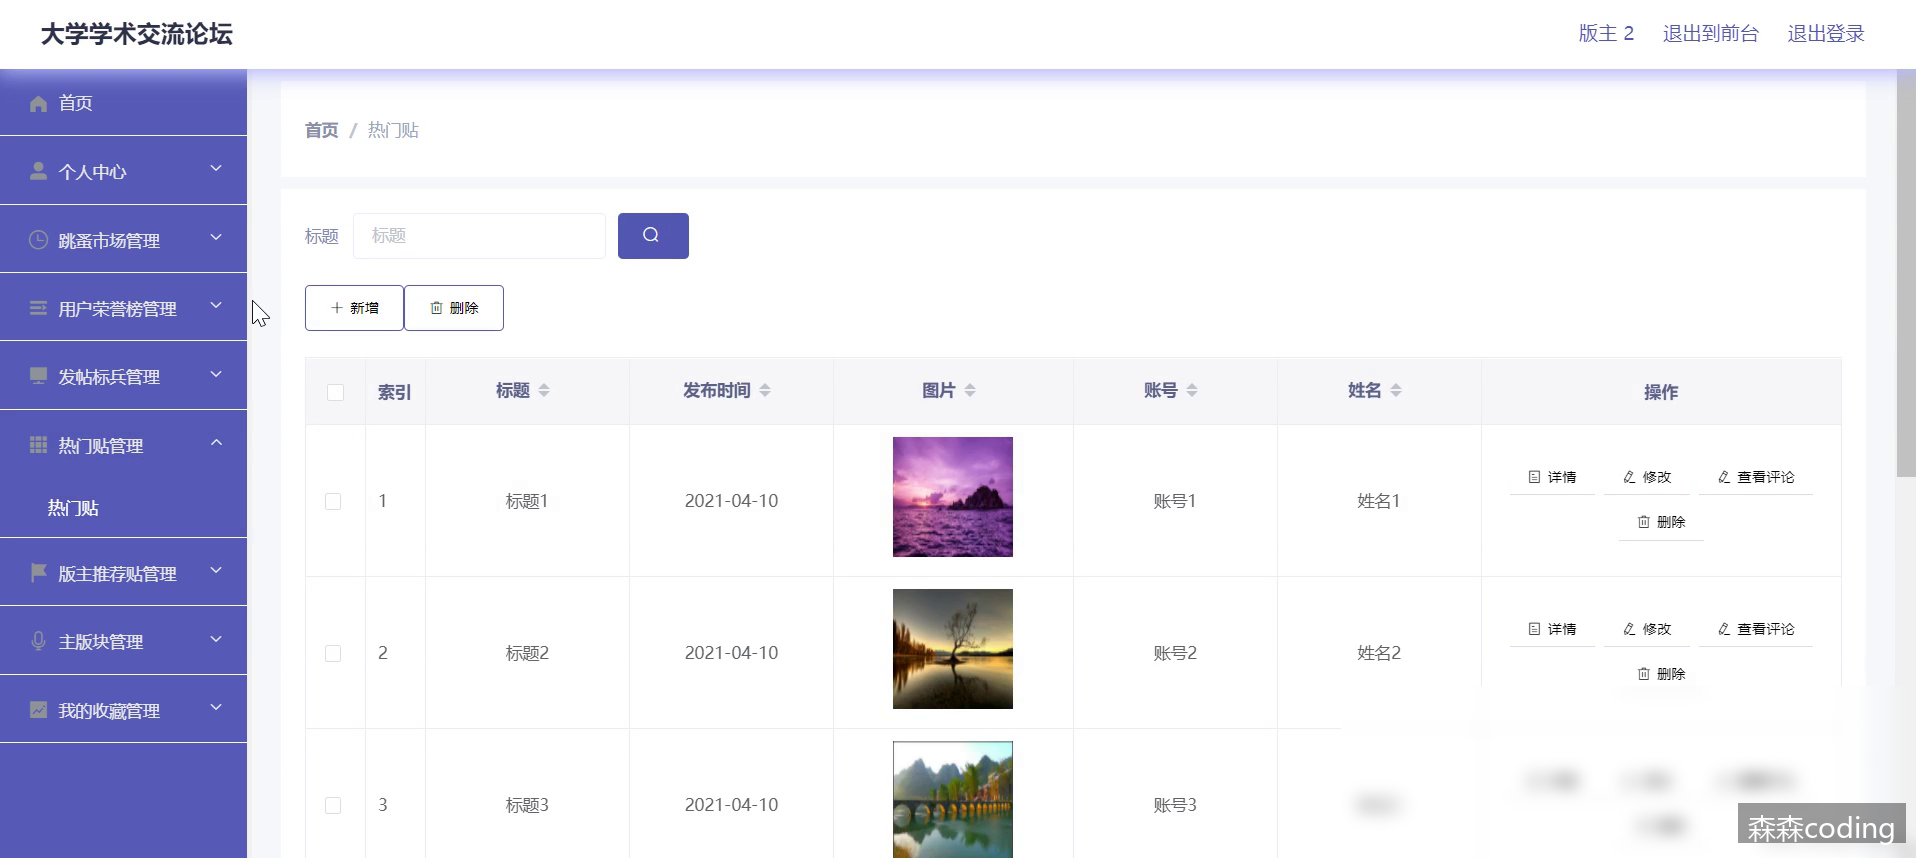 大学学术交流论坛
版主 2 退出到前台 退出登录
首页
个人中心
跳蚤市场管理
用户荣誉榜管理
发帖标兵管理
热门贴管理
热门贴
版主推荐贴管理
主版块管理
我的收藏管理
首页 / 热门贴
标题 标题
新增 删除
索引 标题 发布时间 图片 账号 姓名 操作
1 标题1 2021-04-10 账号1 姓名1 详情 修改 查看评论
删除
2 标题2 2021-04-10 账号2 姓名2 详情 修改 查看评论
删除
3 标题3 2021-04-10 账号3
森森coding